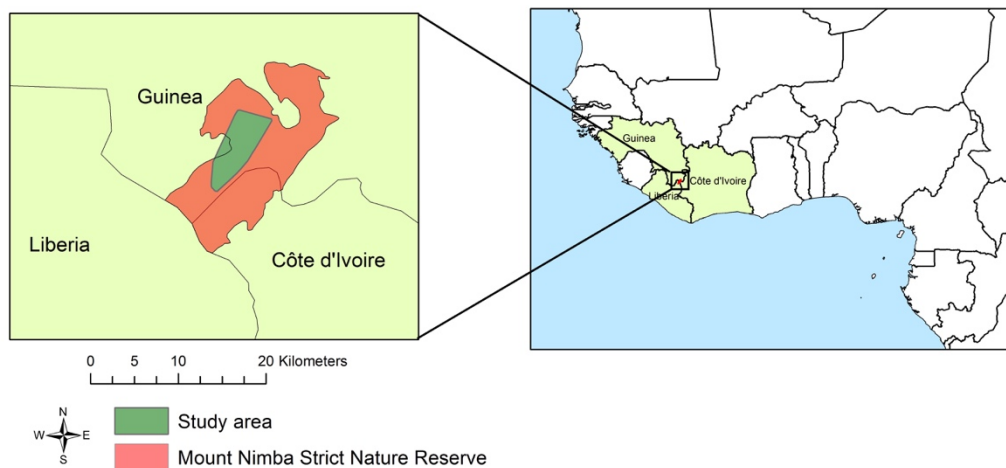 Guinea
Liberia
Côte d'Ivoire
Guinea
Côte d'Ivoire
Liberia
0 5 10 20 Kilometers
N
W E
S
Study area
Mount Nimba Strict Nature Reserve